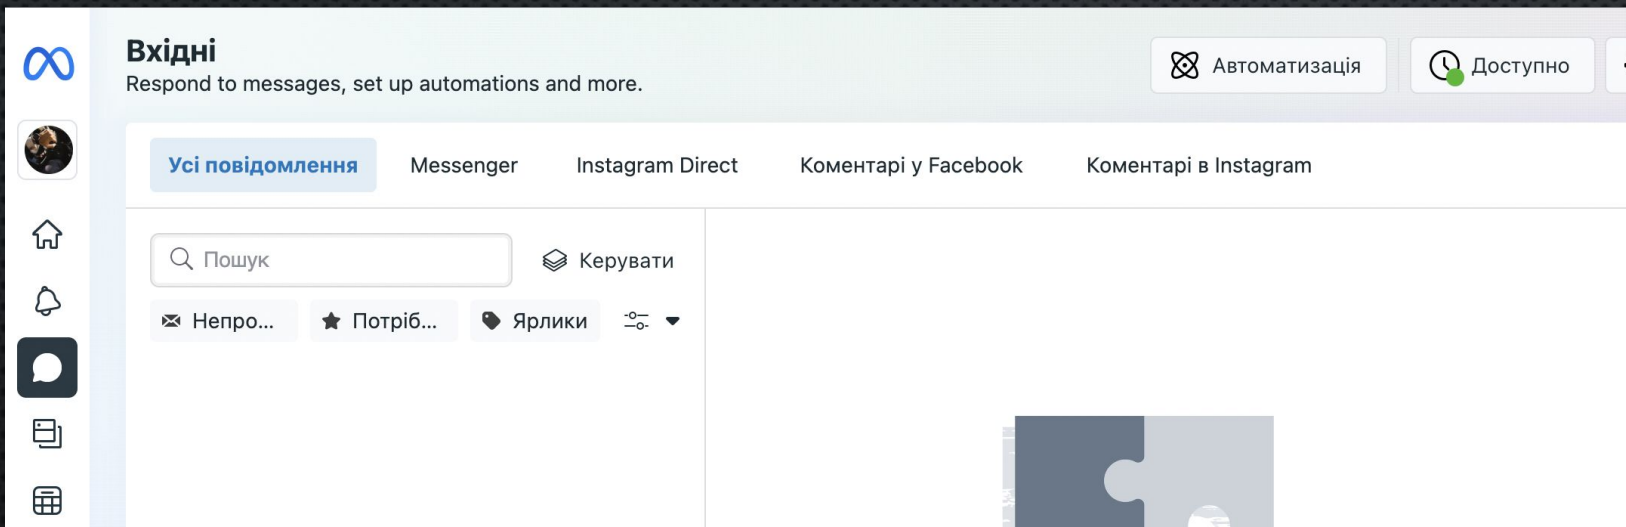 Вхідні
Respond to messages, set up automations and more.
Автоматизація
Доступно
Усі повідомлення
Messenger
Instagram Direct
Коментарі у Facebook
Коментарі в Instagram
Пошук
Керувати
Непро...
Потріб...
Ярлики